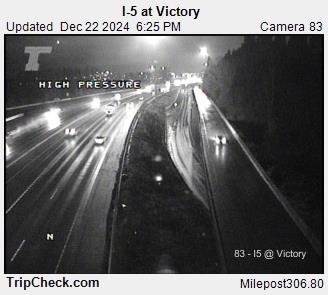 I-5 at Victory
Updated Dec 22 2024 6:25 PM Camera 83
T
HIGH PRESSURE
N
83 - I5 @ Victory
TripCheck.com Milepost306.80